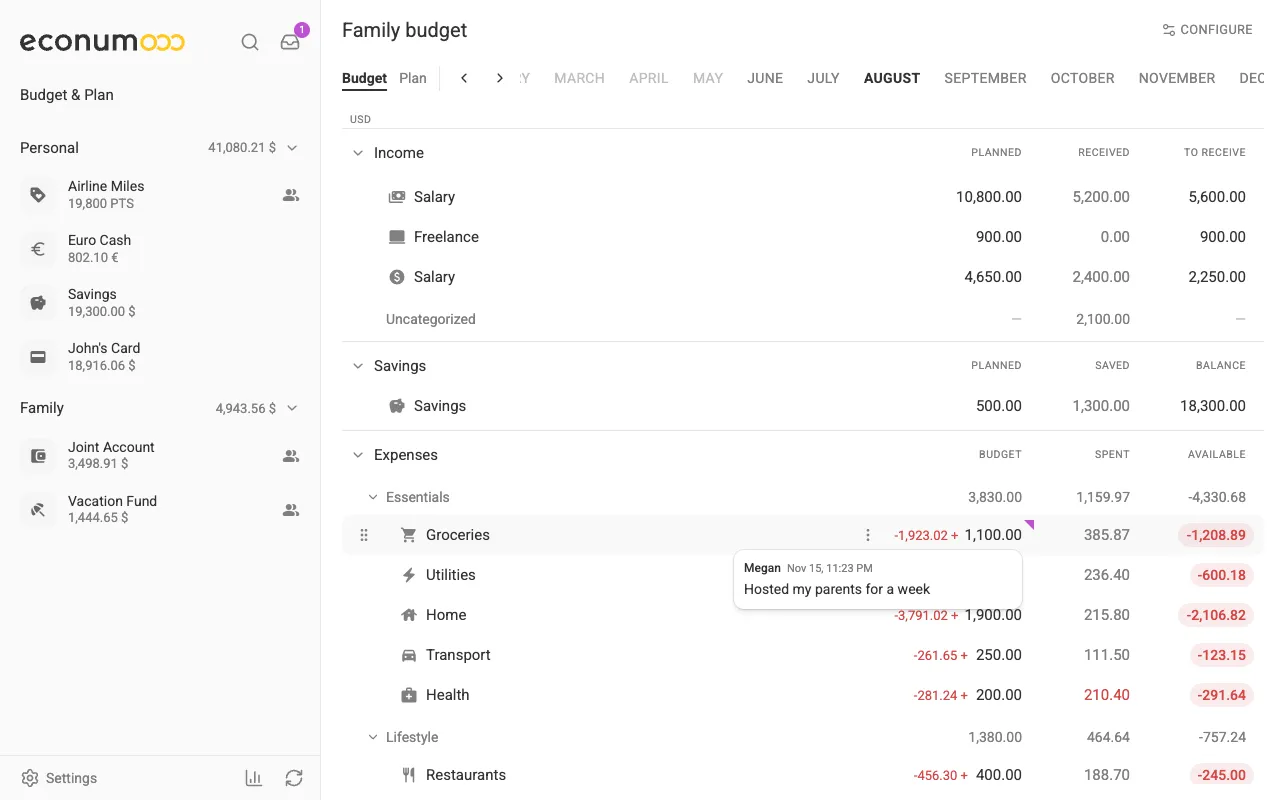 econumooo
1
Budget & Plan
Personal 41,080.21 $
Airline Miles
19,800 PTS
Euro Cash
802.10 €
Savings
19,300.00 $
John's Card
18,916.06 $
Family 4,943.56 $
Joint Account
3,498.91 $
Vacation Fund
1,444.65 $
Settings
Family budget CONFIGURE
Budget Plan RY MARCH APRIL MAY JUNE JULY AUGUST SEPTEMBER OCTOBER NOVEMBER DEC
USD
Income PLANNED RECEIVED TO RECEIVE
Salary 10,800.00 5,200.00 5,600.00
Freelance 900.00 0.00 900.00
Salary 4,650.00 2,400.00 2,250.00
Uncategorized — 2,100.00 —
Savings PLANNED SAVED BALANCE
Savings 500.00 1,300.00 18,300.00
Expenses BUDGET SPENT AVAILABLE
Essentials 3,830.00 1,159.97 -4,330.68
Groceries -1,923.02 + 1,100.00 385.87 -1,208.89
Megan Nov 15, 11:23 PM
Hosted my parents for a week
Utilities 236.40 -600.18
Home -3,791.02 + 1,900.00 215.80 -2,106.82
Transport -261.65 + 250.00 111.50 -123.15
Health -281.24 + 200.00 210.40 -291.64
Lifestyle 1,380.00 464.64 -757.24
Restaurants -456.30 + 400.00 188.70 -245.00